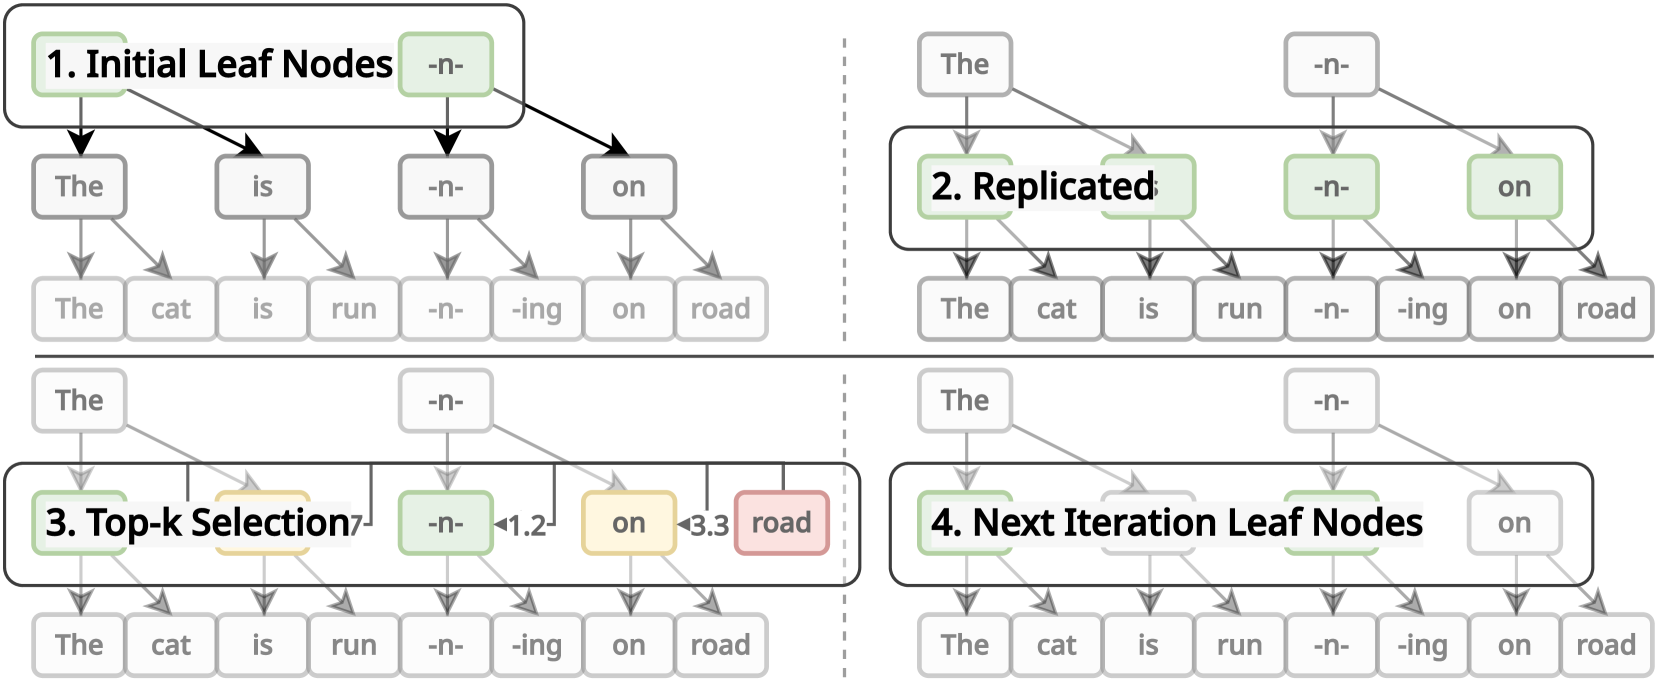 1. Initial Leaf Nodes -n-
The is -n- on
The cat is run -n- -ing on road
The -n-
2. Replicated -n- on
The cat is run -n- -ing on road
The -n-
3. Top-k Selection 7 -n- 1.2 on 3.3 road
The cat is run -n- -ing on road
The -n-
4. Next Iteration Leaf Nodes on
The cat is run -n- -ing on road